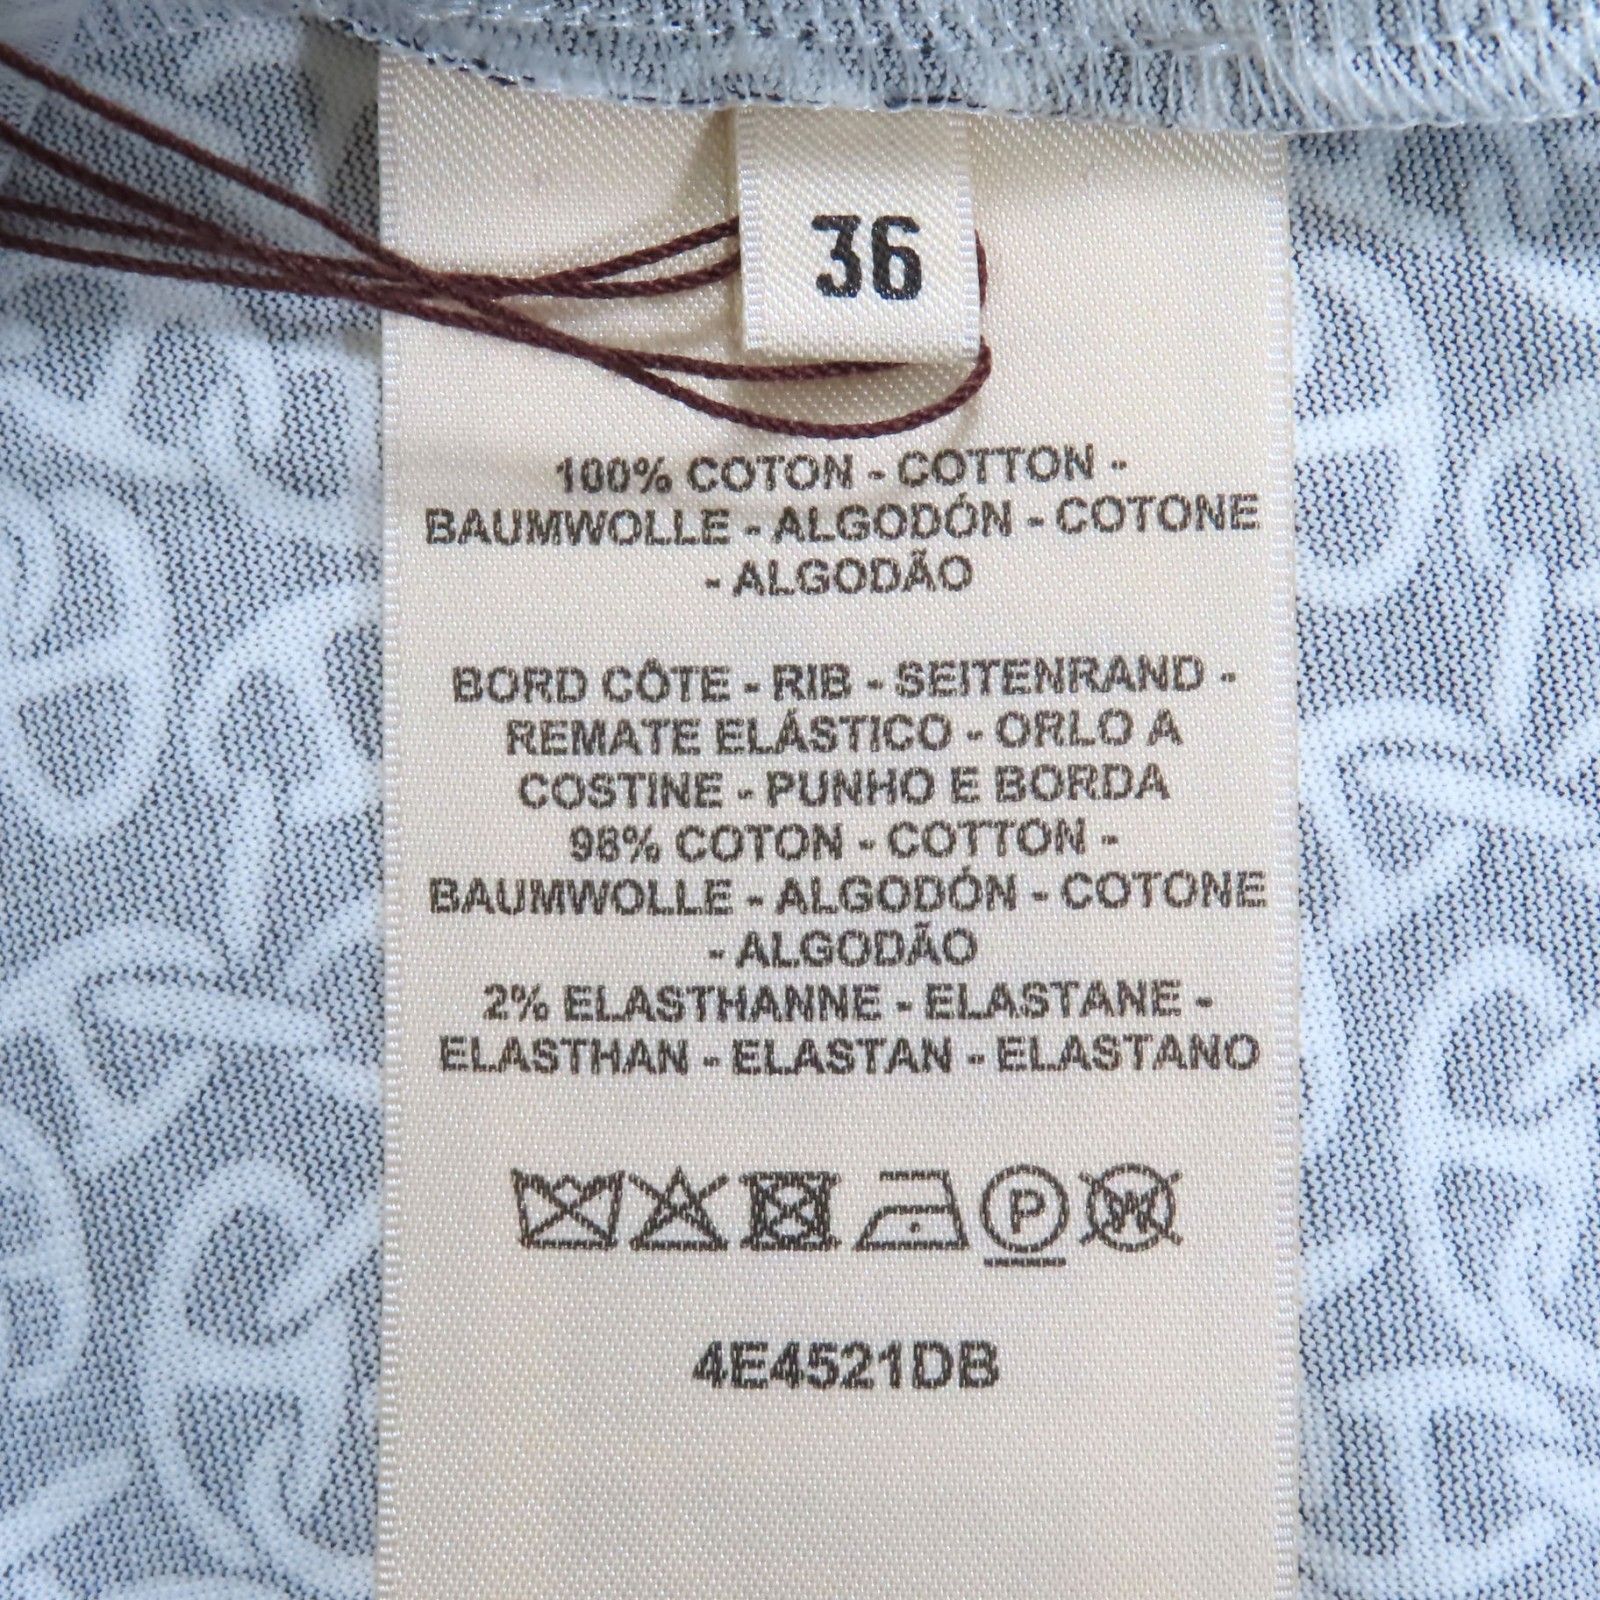 36
100% COTON - COTTON -
BAUMWOLLE - ALGODÓN - COTONE
- ALGODÃO
BORD CÔTE - RIB - SEITENRAND -
REMATE ELÁSTICO - ORLO A
COSTINE - PUNHO E BORDA
98% COTON - COTTON -
BAUMWOLLE - ALGODÓN - COTONE
- ALGODÃO
2% ELASTHANNE - ELASTANE -
ELASTHAN - ELASTAN - ELASTANO
P W
4E4521DB